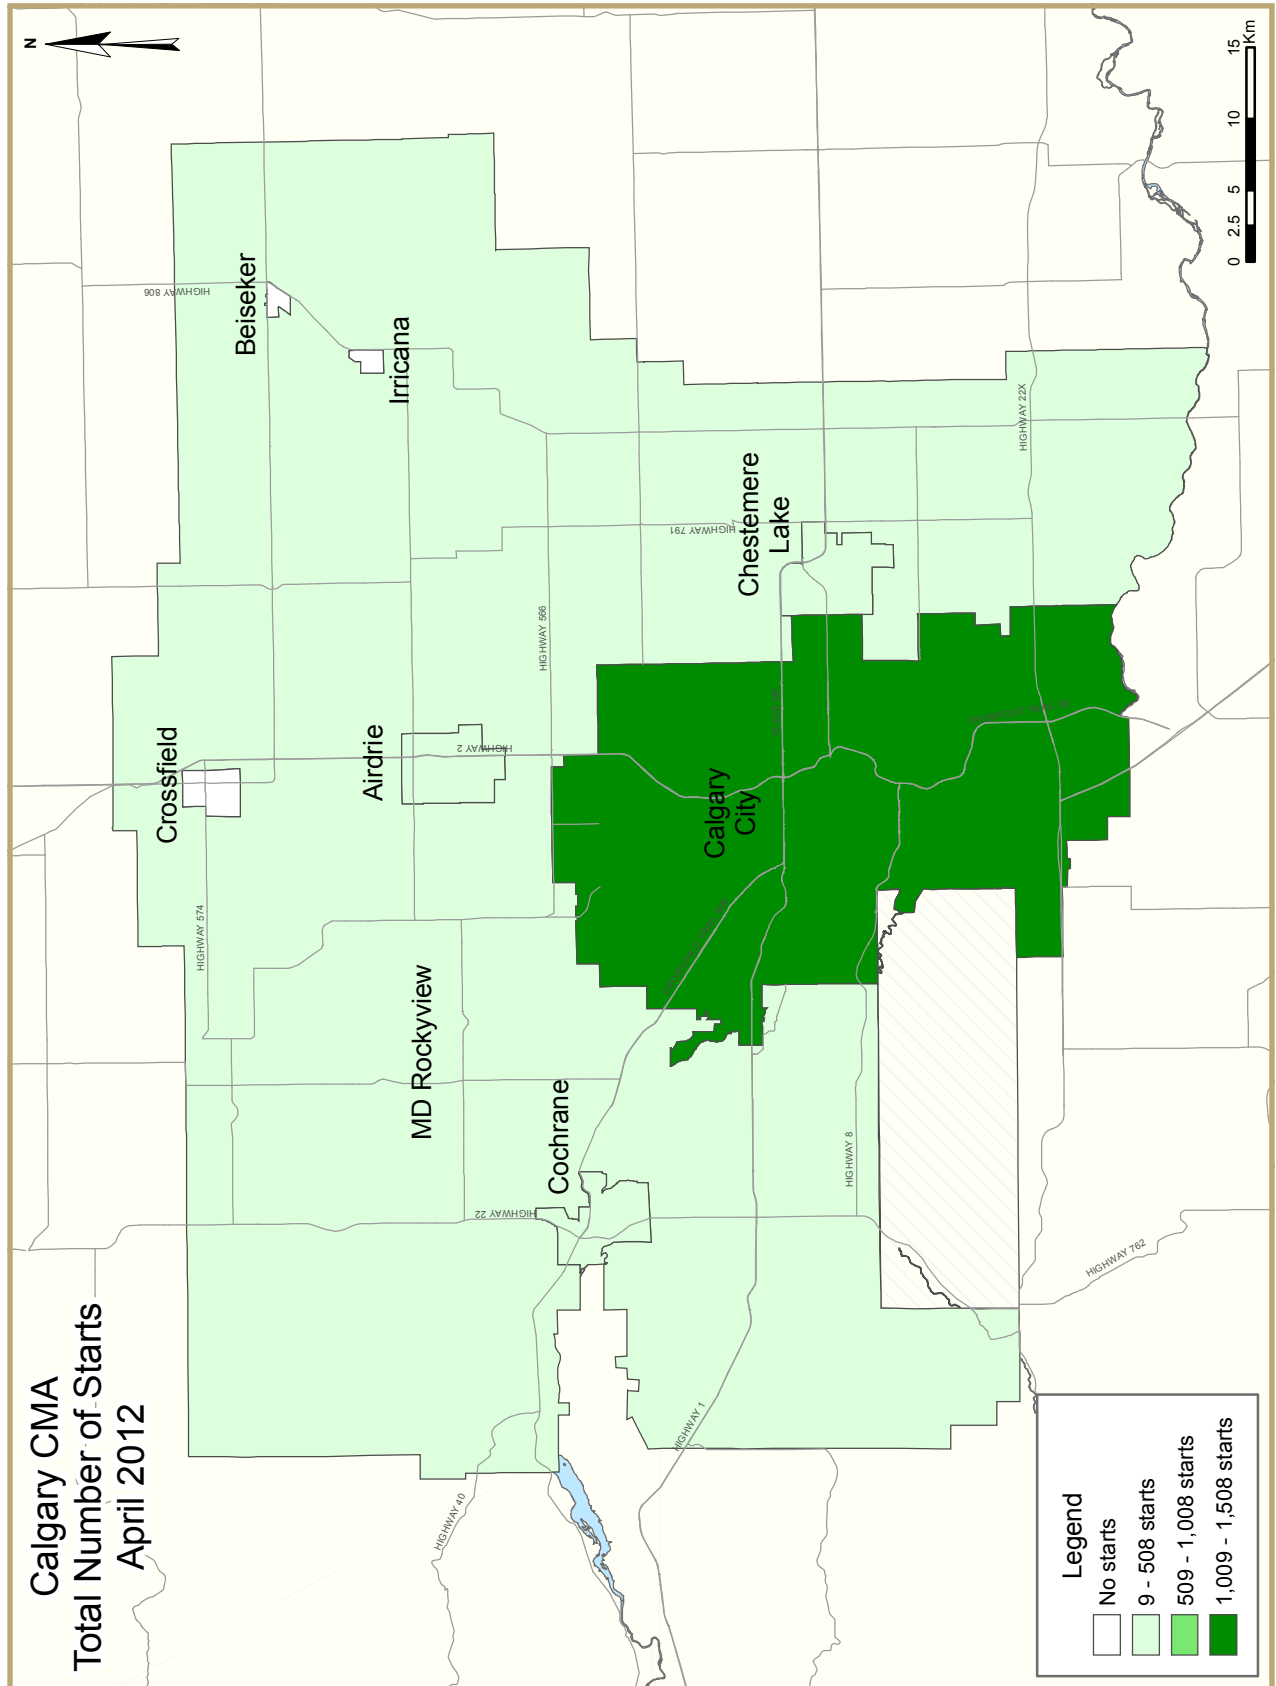 Calgary CMA
Total Number of Starts
April 2012
N
Crossfield
Beiseker
Irricana
Airdrie
MD Rockyview
Cochrane
Calgary
City
Chestemere
Lake
HIGHWAY 806
HIGHWAY 574
HIGHWAY 2
HIGHWAY 566
HIGHWAY 791
HIGHWAY 22X
HIGHWAY 22
HIGHWAY 8
HIGHWAY 40
HIGHWAY 1
HIGHWAY 762
Legend
No starts
9 - 508 starts
509 - 1,008 starts
1,009 - 1,508 starts
0 2.5 5 10 15
Km